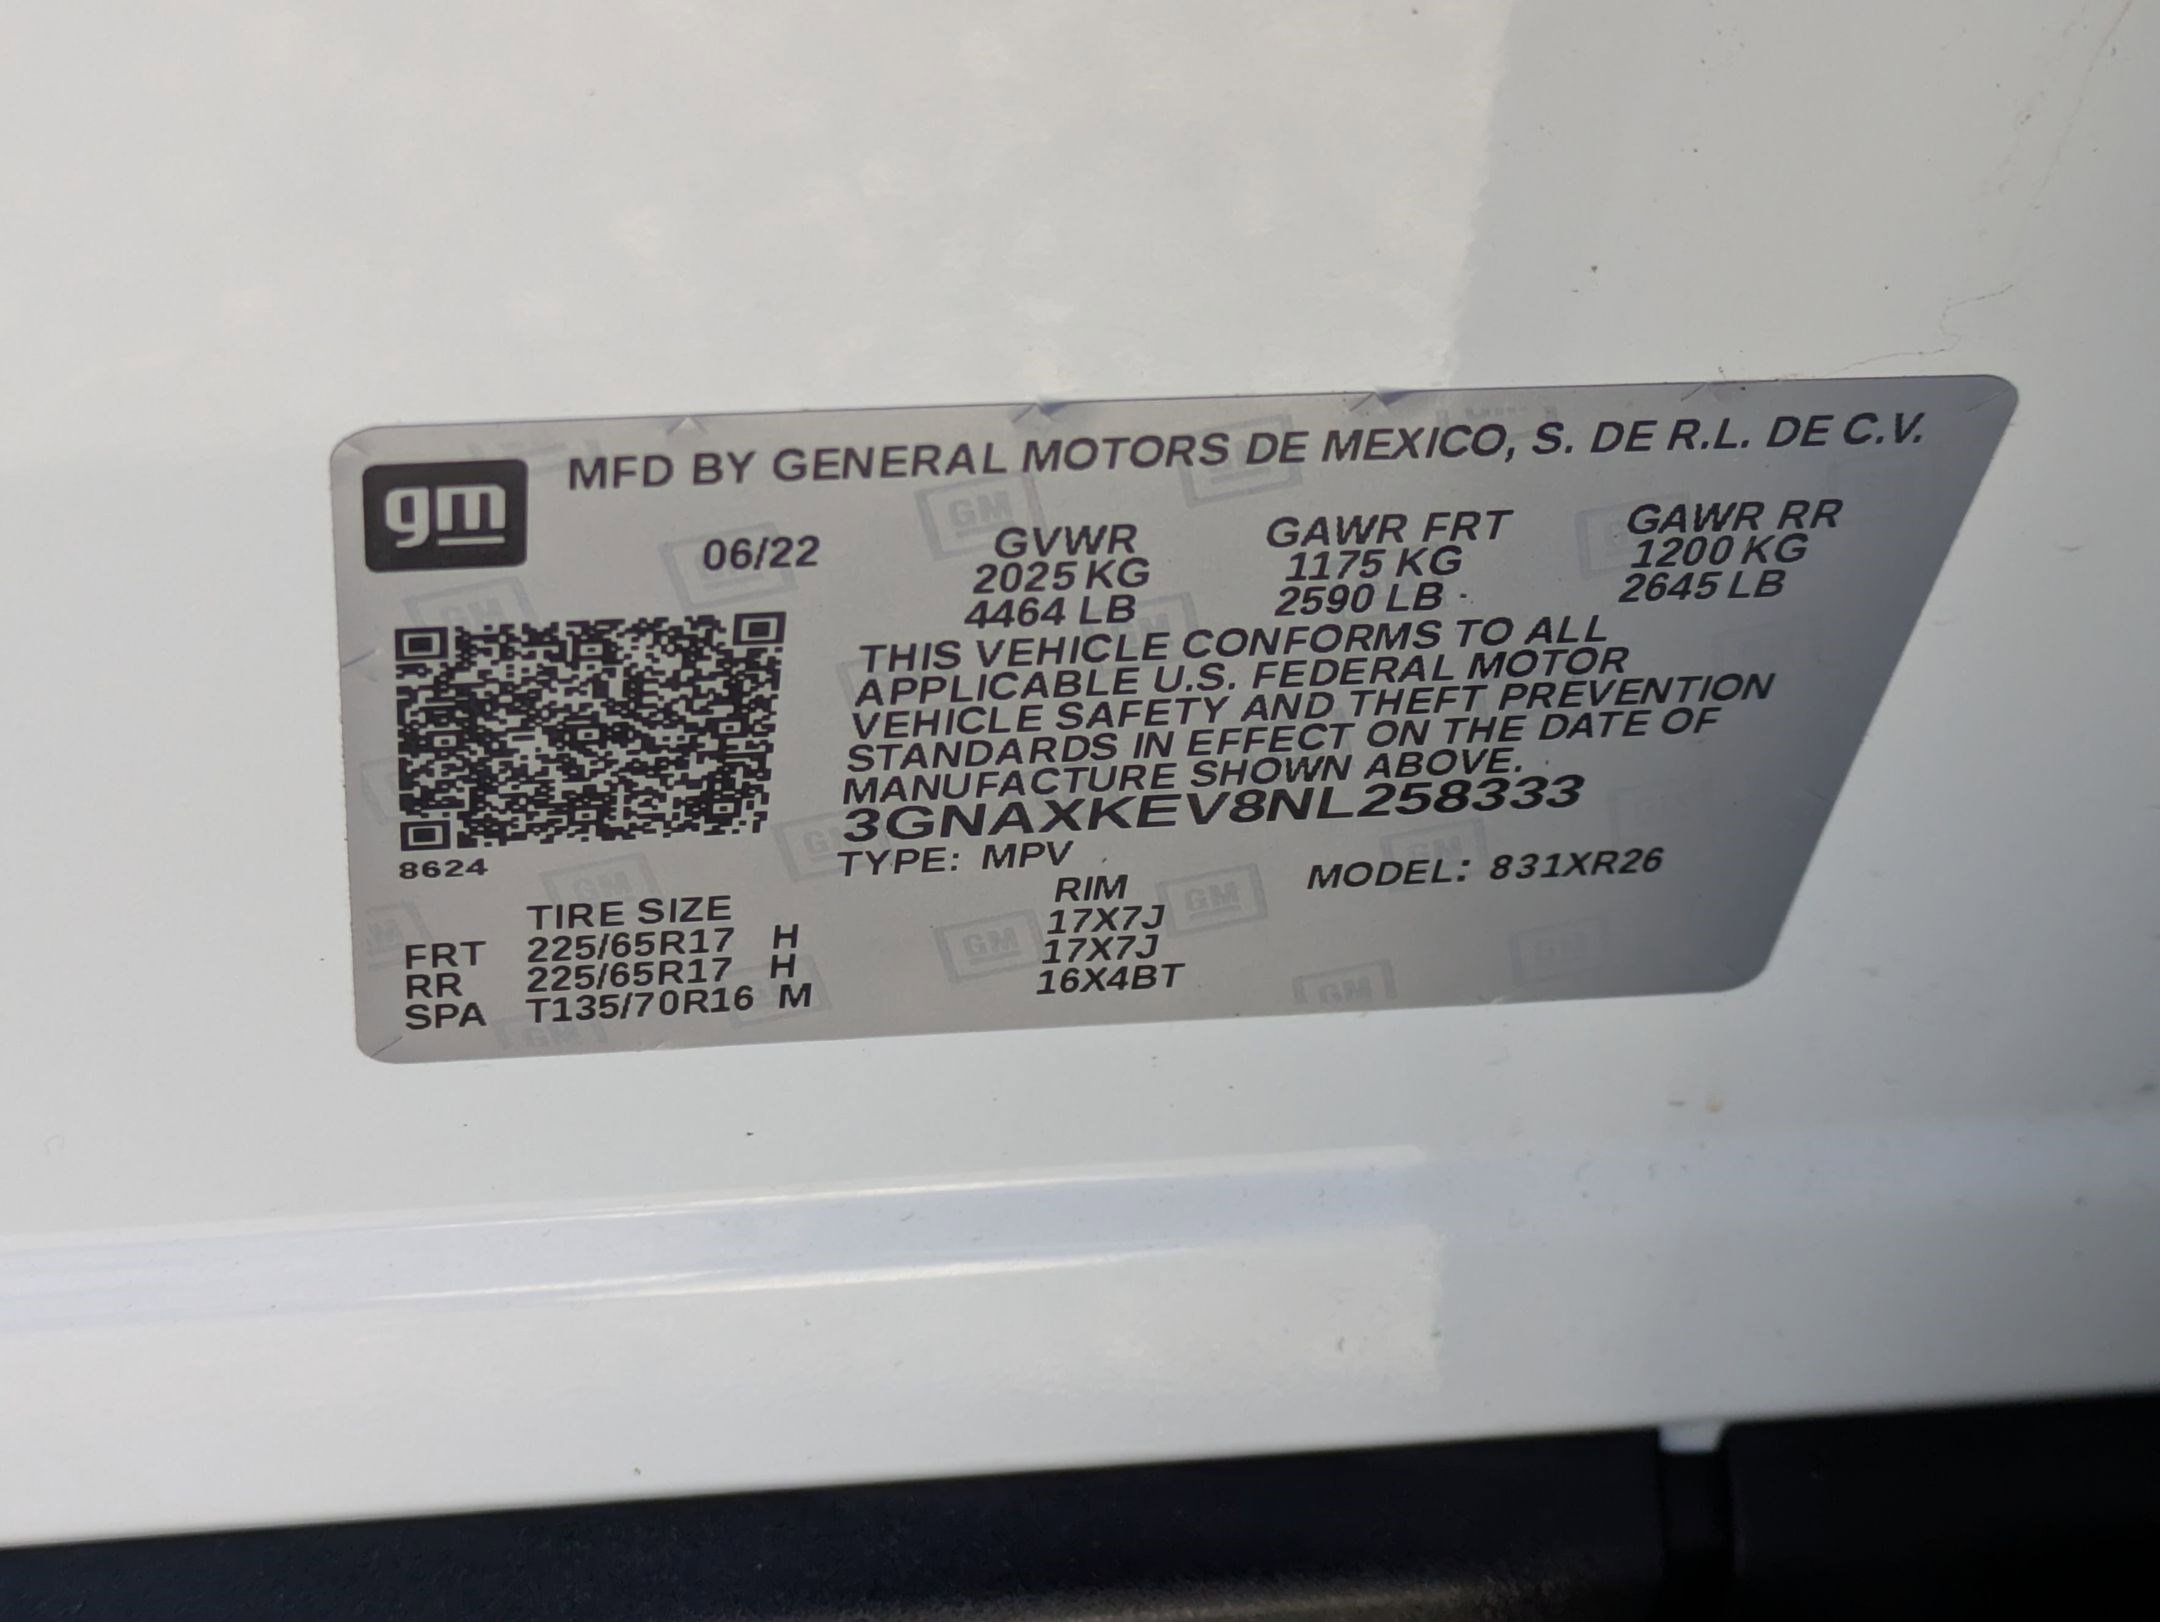 gm
MFD BY GENERAL MOTORS DE MEXICO, S. DE R.L. DE C.V.
06/22 GVWR GAWR FRT GAWR RR
2025 KG 1175 KG 1200 KG
4464 LB 2590 LB 2645 LB
THIS VEHICLE CONFORMS TO ALL
APPLICABLE U.S. FEDERAL MOTOR
VEHICLE SAFETY AND THEFT PREVENTION
STANDARDS IN EFFECT ON THE DATE OF
MANUFACTURE SHOWN ABOVE.
3GNAXKEV8NL258333
8624
TYPE: MPV MODEL: 831XR26
TIRE SIZE RIM
FRT 225/65R17 H 17X7J
RR 225/65R17 H 17X7J
SPA T135/70R16 M 16X4BT